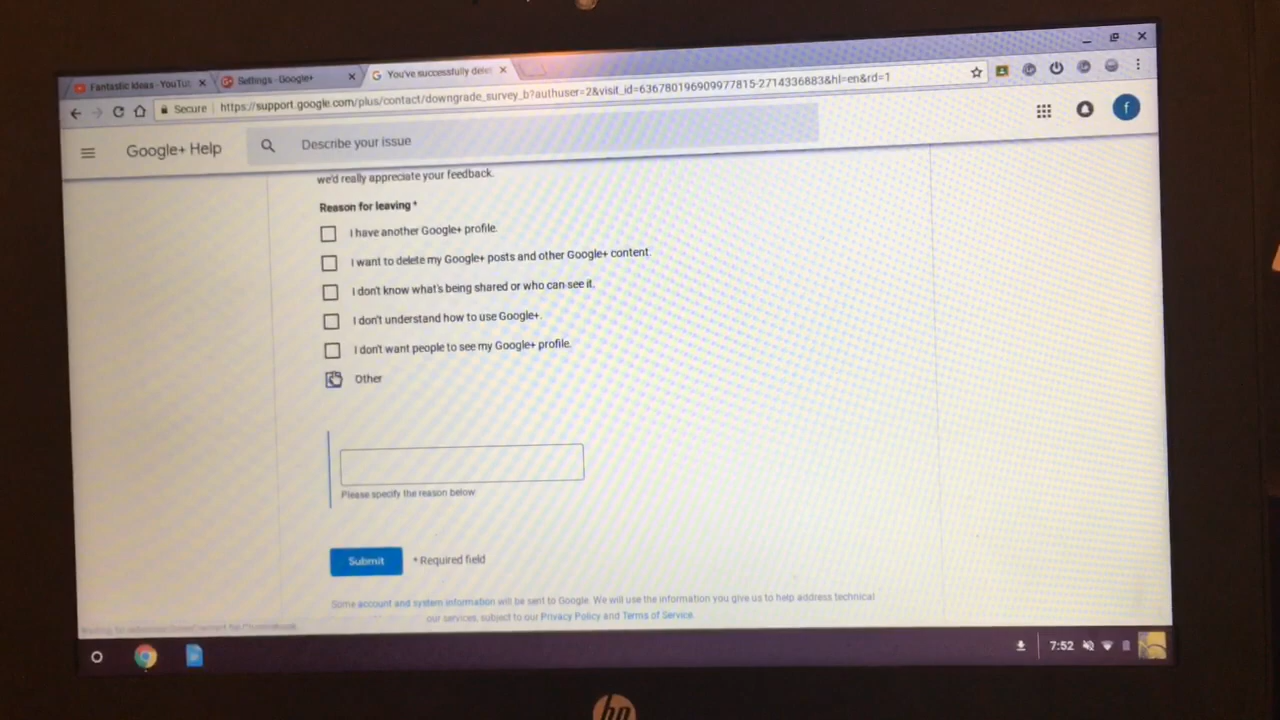 Fantastic Ideas - YouTu
Settings - Google+
You've successfully delet
Secure
https://support.google.com/plus/contact/downgrade_survey_b?authuser=2&visit_id=636780196909977815-2714336883&hl=en&rd=1
Google+ Help
Describe your issue
f
we'd really appreciate your feedback.
Reason for leaving *
I have another Google+ profile.
I want to delete my Google+ posts and other Google+ content.
I don't know what's being shared or who can see it.
I don't understand how to use Google+.
I don't want people to see my Google+ profile.
Other
Please specify the reason below
Submit
* Required field
Some account and system information will be sent to Google. We will use the information you give us to help address technical
our services, subject to our Privacy Policy and Terms of Service.
7:52
hp